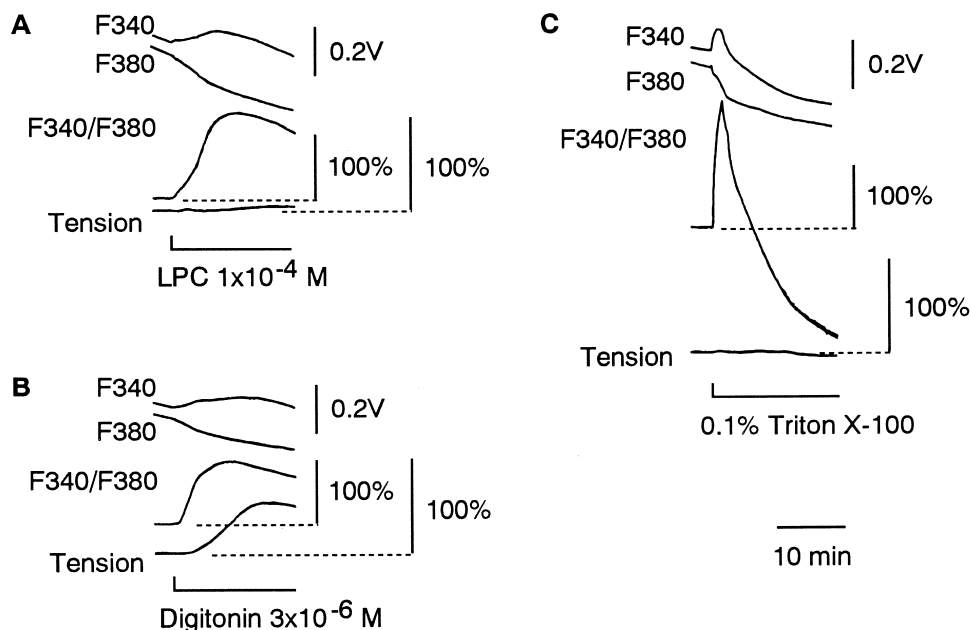 A
F340
F380
0.2V
F340/F380
100%
100%
Tension
LPC 1x10-4 M
B
F340
F380
0.2V
F340/F380
100%
100%
Tension
Digitonin 3x10-6 M
C
F340
F380
0.2V
F340/F380
100%
100%
Tension
0.1% Triton X-100
10 min